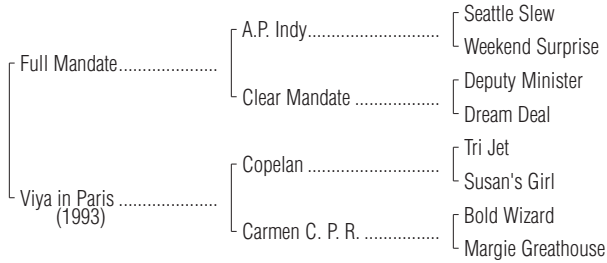 Seattle Slew
A.P. Indy..............................
Weekend Surprise
Full Mandate.....................
Deputy Minister
Clear Mandate ....................
Dream Deal
Tri Jet
Copelan ...............................
Susan's Girl
Viya in Paris .....................
(1993)
Bold Wizard
Carmen C. P. R. .................
Margie Greathouse